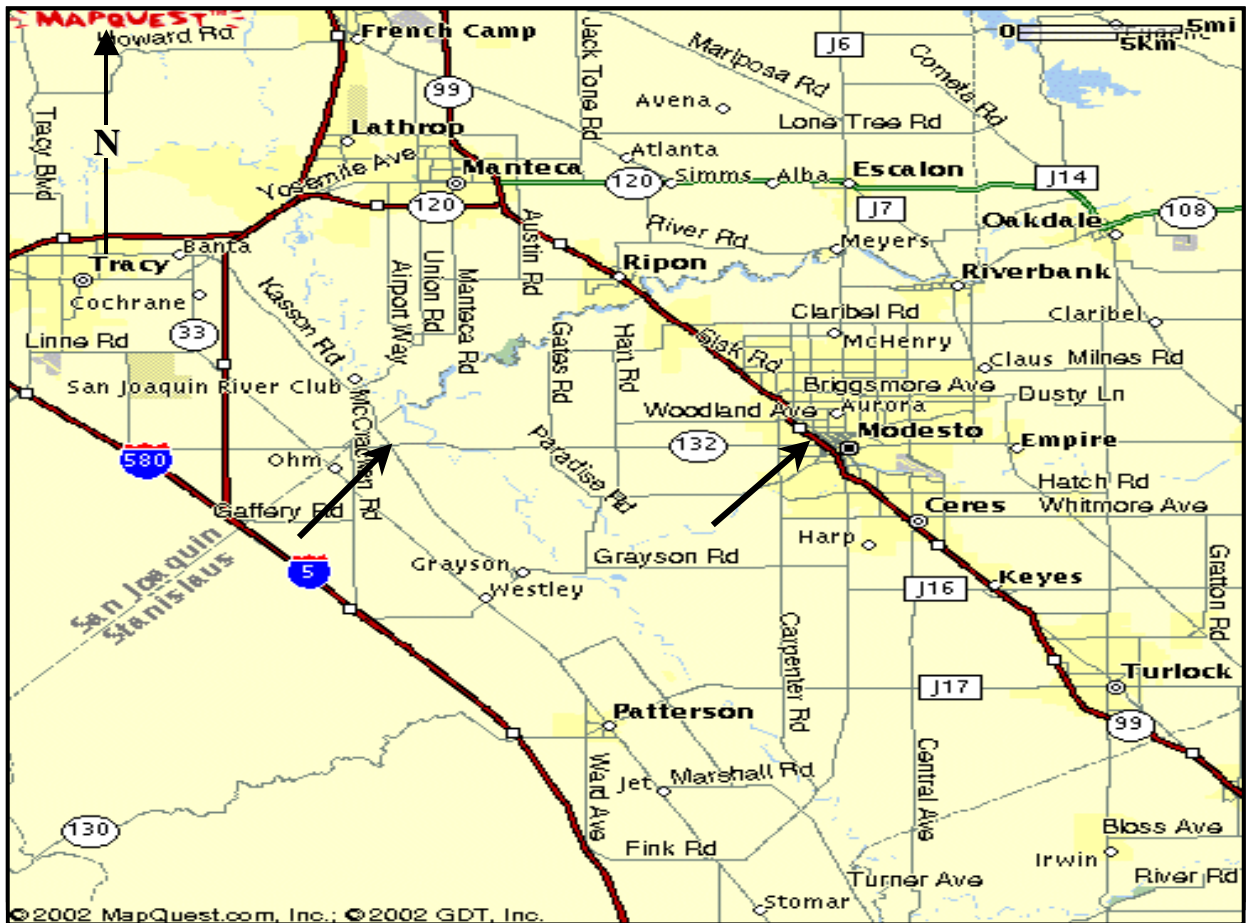 MAPQUEST
Howard Rd
French Camp
0 5mi
5Km
J6
Mariposa Rd
Cometa Rd
Jack Tone Rd
99
Avena
Lone Tree Rd
Tracy Blvd
N
Lathrop
Atlanta
Yosemite Ave
Manteca
120
Simms
Alba
Escalon
J14
120
J7
Oakdale
108
Austin Rd
River Rd
Meyers
Banta
Tracy
Ripon
Riverbank
Cochrane
Kasson Rd
Airport Way
Union Rd
Manteca Rd
33
Claribel Rd
Claribel
Linne Rd
Gates Rd
Hart Rd
Sisk Rd
McHenry
Claus
Milnes Rd
San Joaquin River Club
Briggsmore Ave
Dusty Ln
McCracken Rd
Woodland Ave
Aurora
Modesto
Empire
132
580
Ohm
Paradise Rd
Hatch Rd
Gaffery Rd
Ceres
Whitmore Ave
Harp
San Joaquin
Stanislaus
5
Grayson
Grayson Rd
Gratton Rd
Westley
J16
Keyes
Carpenter Rd
Turlock
J17
Patterson
99
Ward Ave
Jet
Marshall Rd
Central Ave
130
Bloss Ave
Fink Rd
Irwin
Turner Ave
River Rd
Stomar
©2002 MapQuest.com, Inc.; ©2002 GDT, Inc.